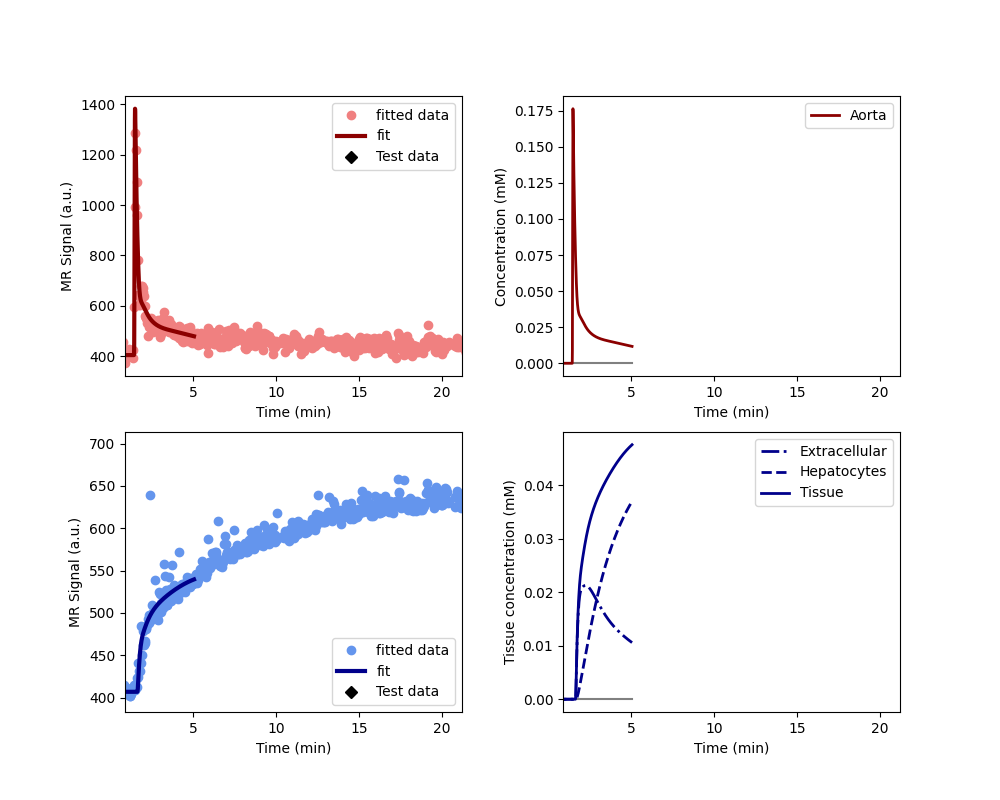 1400
1200
1000
800
600
400
MR Signal (a.u.)
5
10
15
20
Time (min)
fitted data
fit
Test data
0.175
0.150
0.125
0.100
0.075
0.050
0.025
0.000
Concentration (mM)
5
10
15
20
Time (min)
Aorta
700
650
600
550
500
450
400
MR Signal (a.u.)
5
10
15
20
Time (min)
fitted data
fit
Test data
0.04
0.03
0.02
0.01
0.00
Tissue concentration (mM)
5
10
15
20
Time (min)
Extracellular
Hepatocytes
Tissue